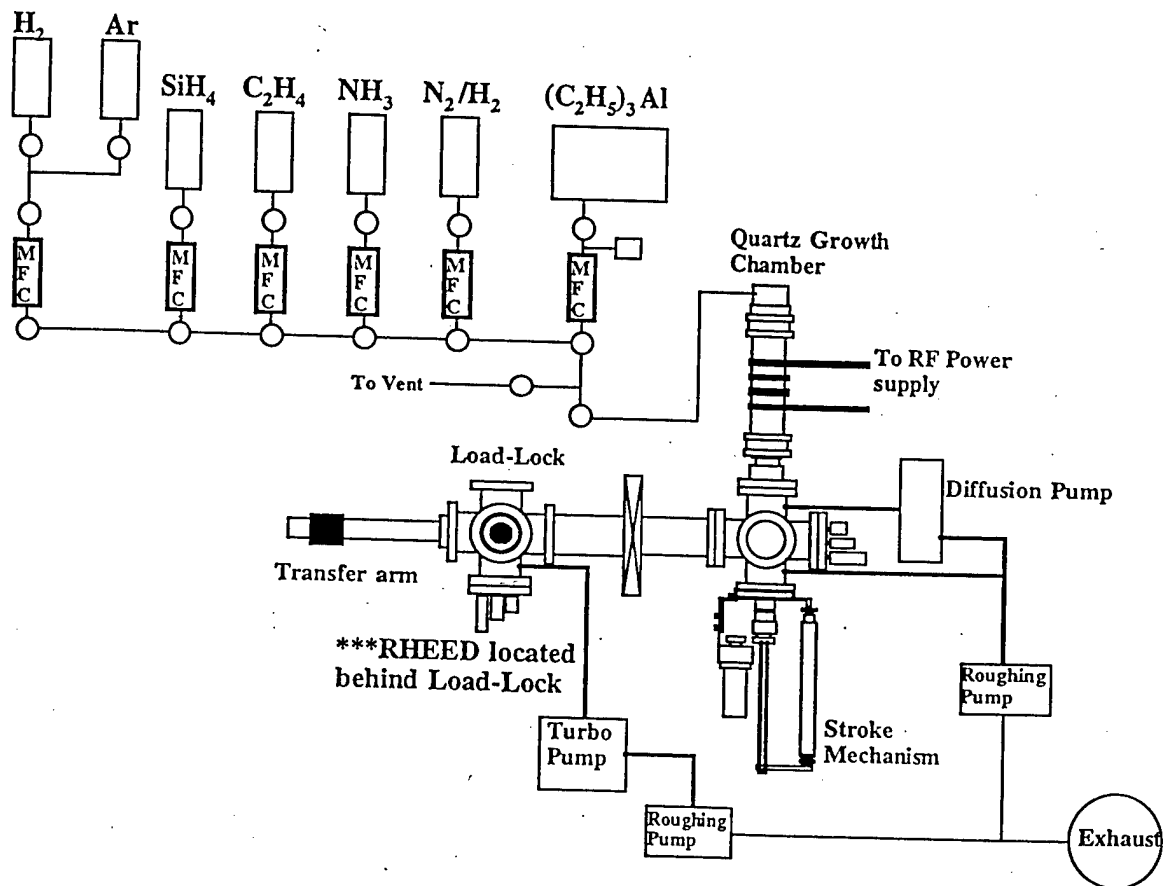 H₂
Ar
SiH₄
C₂H₄
NH₃
N₂/H₂
(C₂H₅)₃Al
MFC
MFC
MFC
MFC
MFC
MFC
Quartz Growth
Chamber
To RF Power
supply
To Vent
Load-Lock
Diffusion Pump
Transfer arm
***RHEED located
behind Load-Lock
Roughing
Pump
Turbo
Pump
Stroke
Mechanism
Roughing
Pump
Exhaust